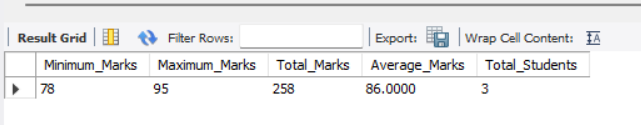 Result Grid Filter Rows: Export: Wrap Cell Content:
Minimum_Marks Maximum_Marks Total_Marks Average_Marks Total_Students
78 95 258 86.0000 3